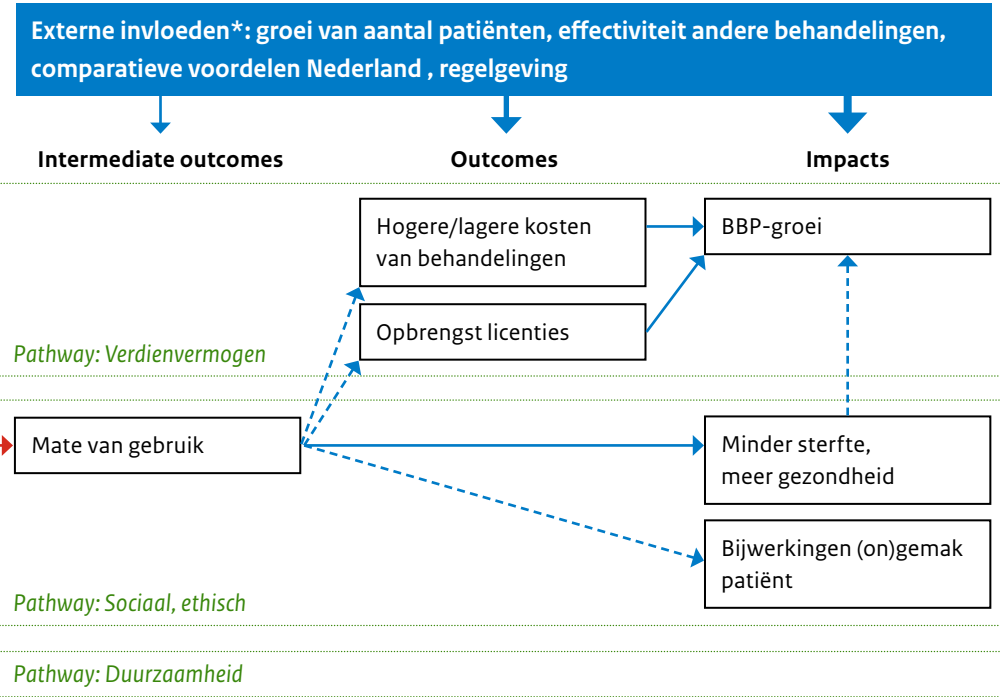 Externe invloeden*: groei van aantal patiënten, effectiviteit andere behandelingen,
comparatieve voordelen Nederland , regelgeving
Intermediate outcomes
Outcomes
Impacts
Hogere/lagere kosten
van behandelingen
BBP-groei
Opbrengst licenties
Pathway: Verdienvermogen
Mate van gebruik
Minder sterfte,
meer gezondheid
Bijwerkingen (on)gemak
patiënt
Pathway: Sociaal, ethisch
Pathway: Duurzaamheid